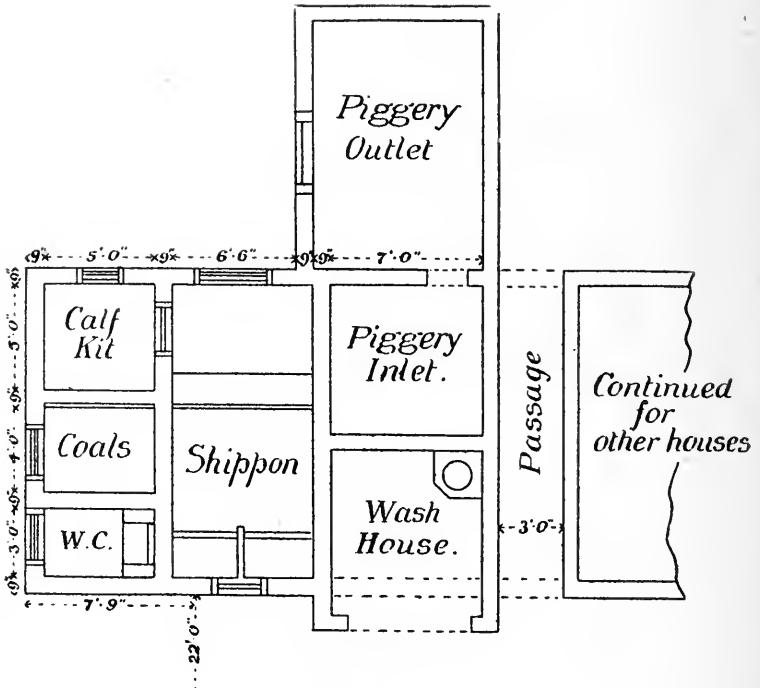 Piggery
Outlet
9" 5'·0" 9" 6'·6" 9" 9" 7'·0"
9"
5'·0"
9"
4'·0"
9"
3'·0"
9"
Calf
Kit
Piggery
Inlet.
Coals
Shippon
W.C.
Wash
House.
Passage
3'·0"
Continued
for
other houses
7'·9"
22'·0"